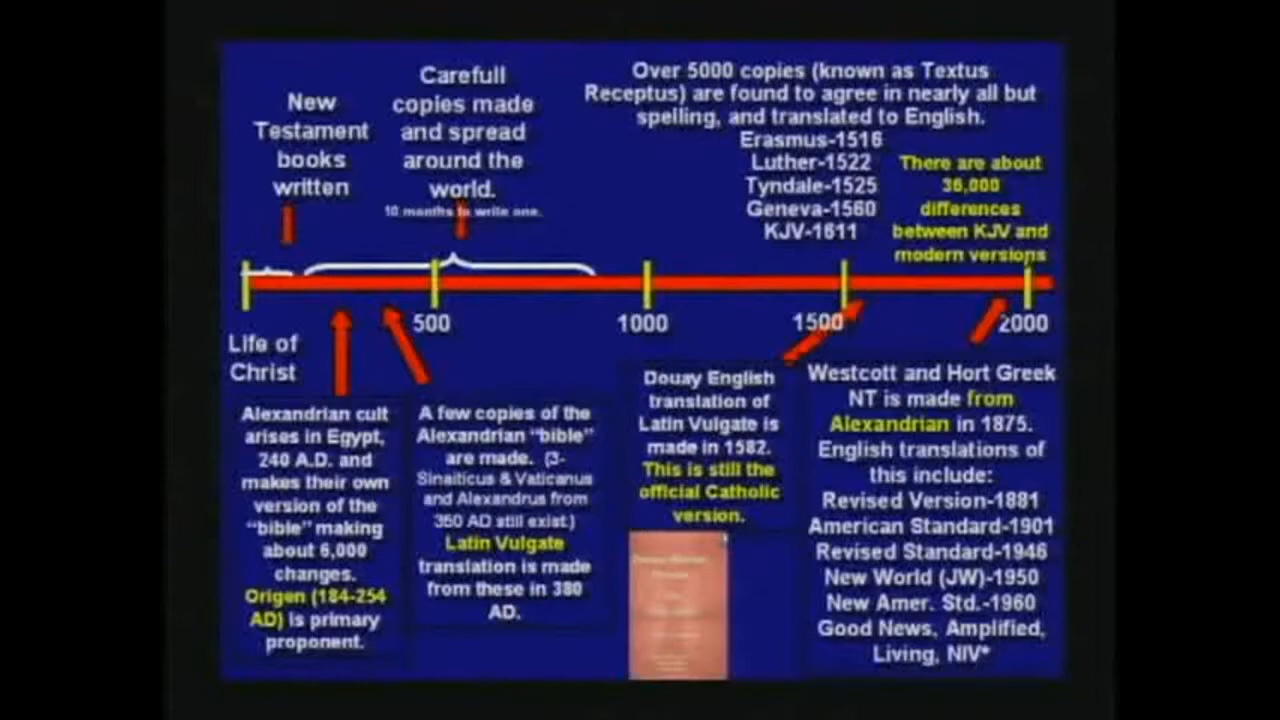 New
Testament
books
written
Carefull
copies made
and spread
around the
world.
10 months to write one.
Over 5000 copies (known as Textus
Receptus) are found to agree in nearly all but
spelling, and translated to English.
Erasmus-1516
Luther-1522
Tyndale-1525
Geneva-1560
KJV-1611
There are about
36,000
differences
between KJV and
modern versions
500
1000
1500
2000
Life of
Christ
Alexandrian cult
arises in Egypt,
240 A.D. and
makes their own
version of the
"bible" making
about 6,000
changes.
Origen (184-254
AD) is primary
proponent.
A few copies of the
Alexandrian "bible"
are made. (3-
Sinaiticus & Vaticanus
and Alexandrus from
350 AD still exist.)
Latin Vulgate
translation is made
from these in 380
AD.
Douay English
translation of
Latin Vulgate is
made in 1582.
This is still the
official Catholic
version.
Westcott and Hort Greek
NT is made from
Alexandrian in 1875.
English translations of
this include:
Revised Version-1881
American Standard-1901
Revised Standard-1946
New World (JW)-1950
New Amer. Std.-1960
Good News, Amplified,
Living, NIV*